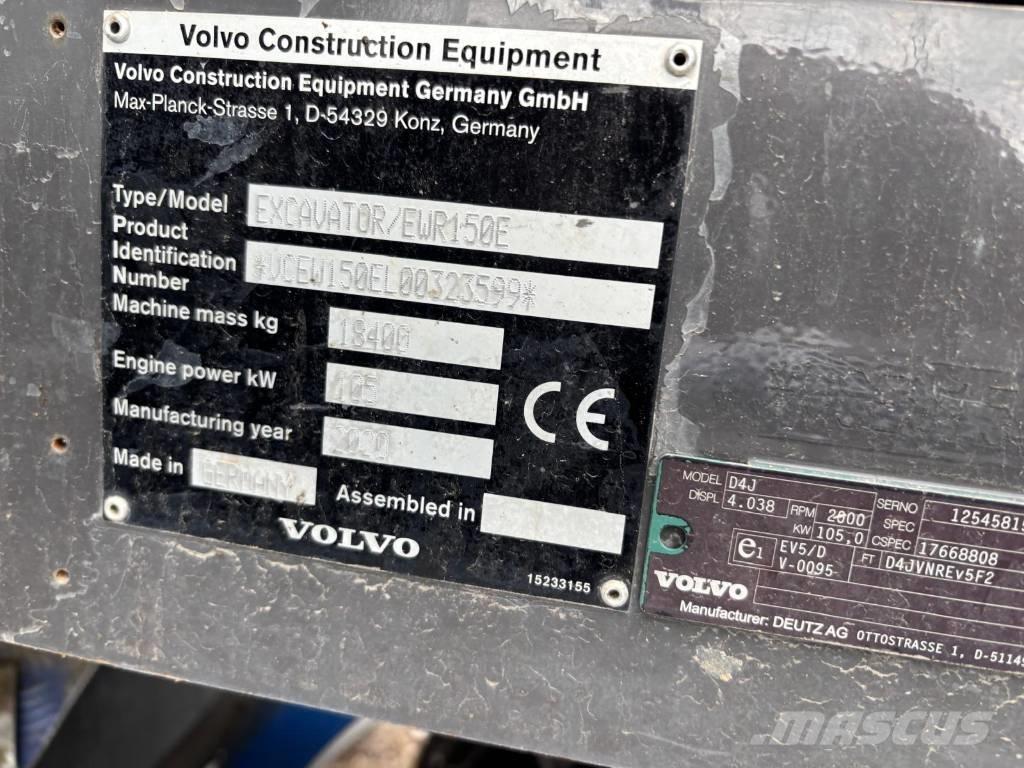 Volvo Construction Equipment
Volvo Construction Equipment Germany GmbH
Max-Planck-Strasse 1, D-54329 Konz, Germany
Type/Model EXCAVATOR/EWR150E
Product
Identification *VCEW150EL00323599*
Number
Machine mass kg 18400
Engine power kW 105
Manufacturing year 2020
Made in GERMANY Assembled in
VOLVO
15233155
MODEL D4J
DISPL 4.038 RPM 2800 SERNO 1254581
KW 105,0 SPEC
CSPEC 17668808
e1 EV5/D FT D4JVNREv5F2
V-0095
VOLVO
Manufacturer: DEUTZ AG OTTOSTRASSE 1, D-51149
MASCUS